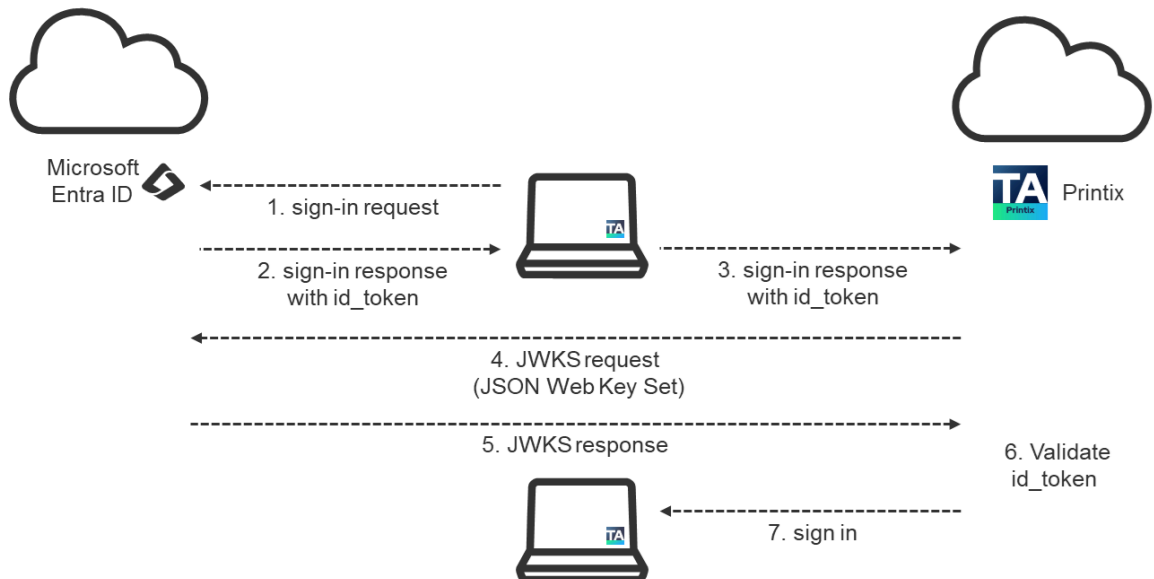 Microsoft
Entra ID
1. sign-in request
TA
TA
Printix
Printix
2. sign-in response
with id_token
3. sign-in response
with id_token
4. JWKS request
(JSON Web Key Set)
5. JWKS response
6. Validate
id_token
TA
7. sign in